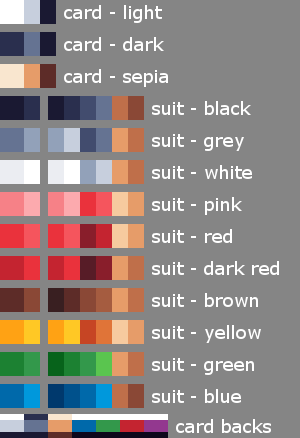 card - light
card - dark
card - sepia
suit - black
suit - grey
suit - white
suit - pink
suit - red
suit - dark red
suit - brown
suit - yellow
suit - green
suit - blue
card backs